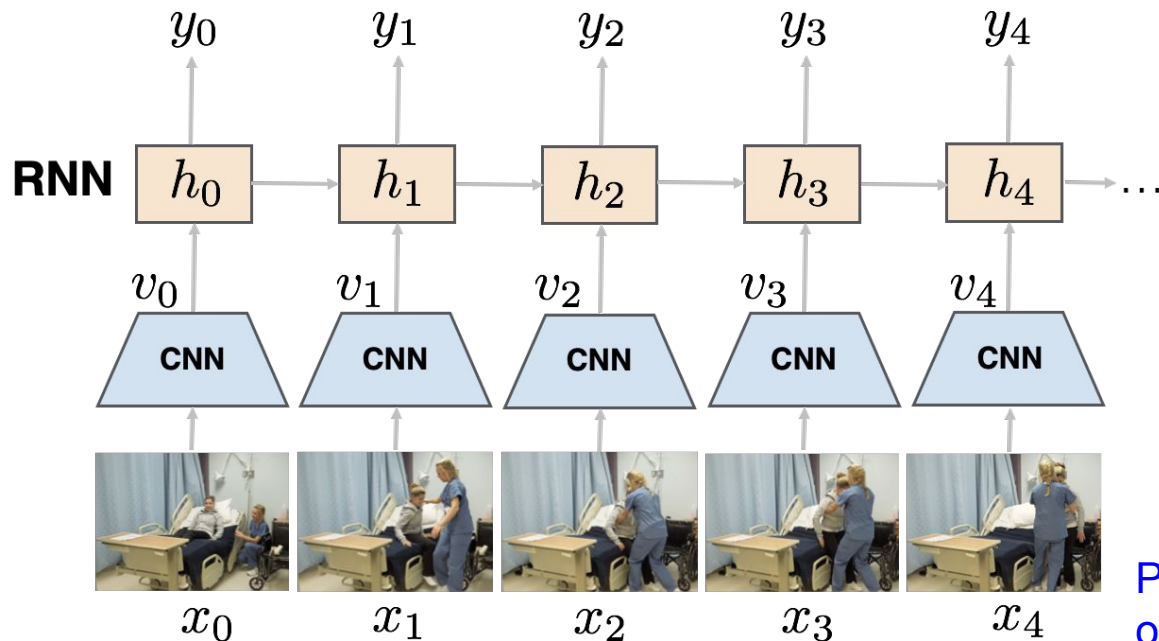 y₀ y₁ y₂ y₃ y₄
RNN h₀ h₁ h₂ h₃ h₄ ...
v₀ v₁ v₂ v₃ v₄
CNN CNN CNN CNN CNN
x₀ x₁ x₂ x₃ x₄